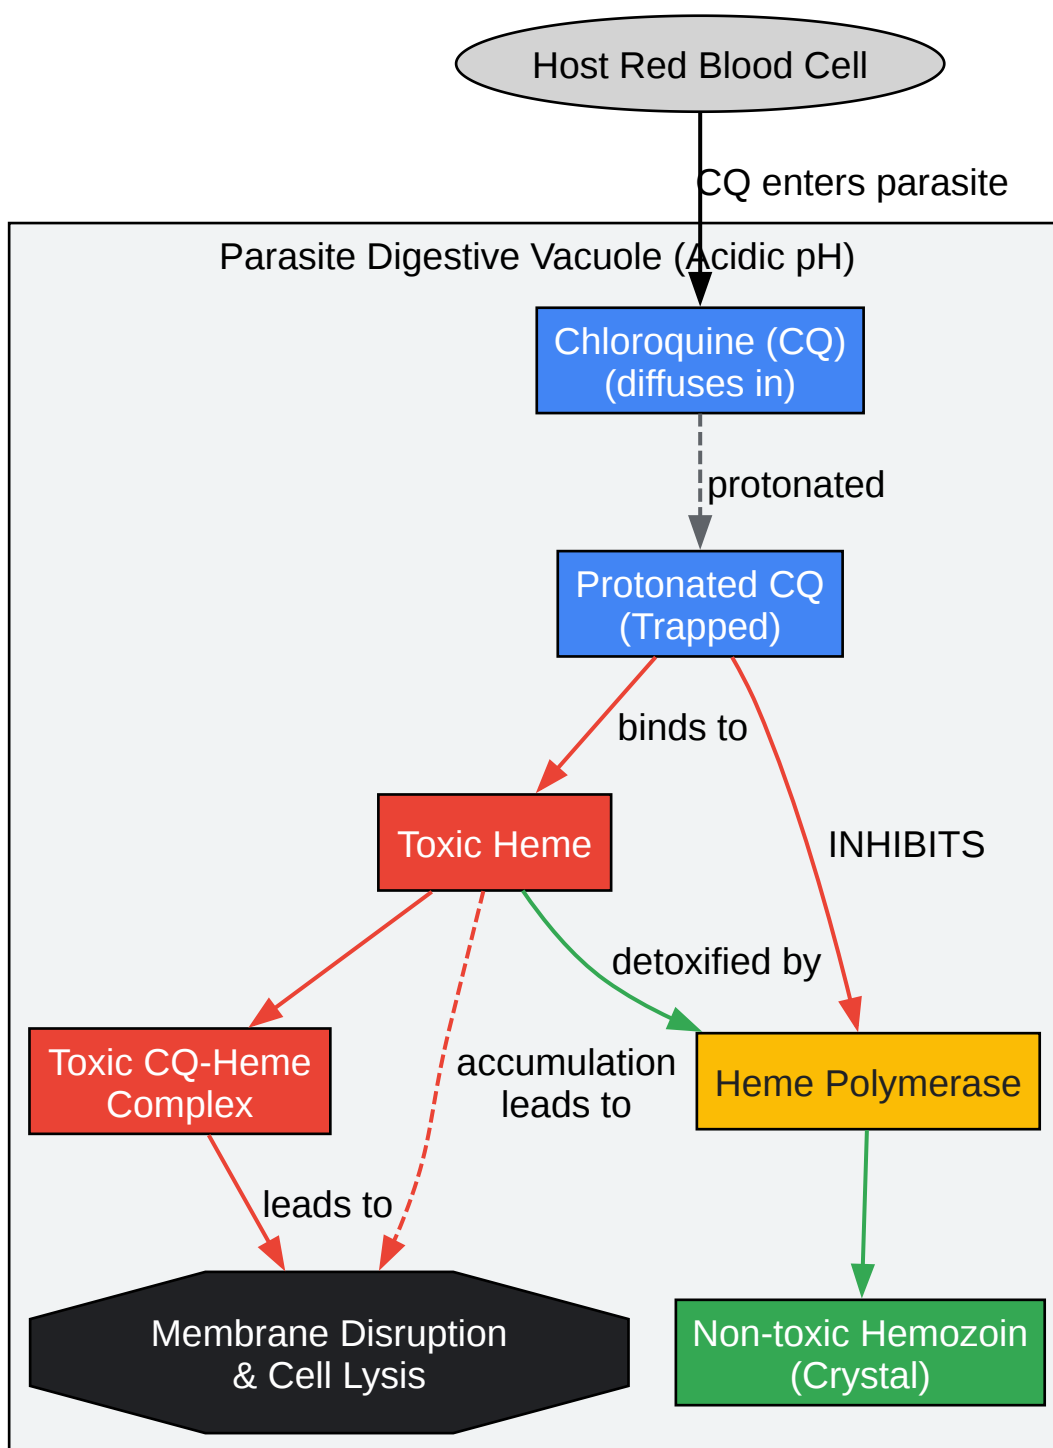 Host Red Blood Cell
CQ enters parasite
Parasite Digestive Vacuole (Acidic pH)
Chloroquine (CQ)
(diffuses in)
protonated
Protonated CQ
(Trapped)
binds to
Toxic Heme
INHIBITS
detoxified by
Toxic CQ-Heme
Complex
accumulation
leads to
Heme Polymerase
leads to
Membrane Disruption
& Cell Lysis
Non-toxic Hemozoin
(Crystal)